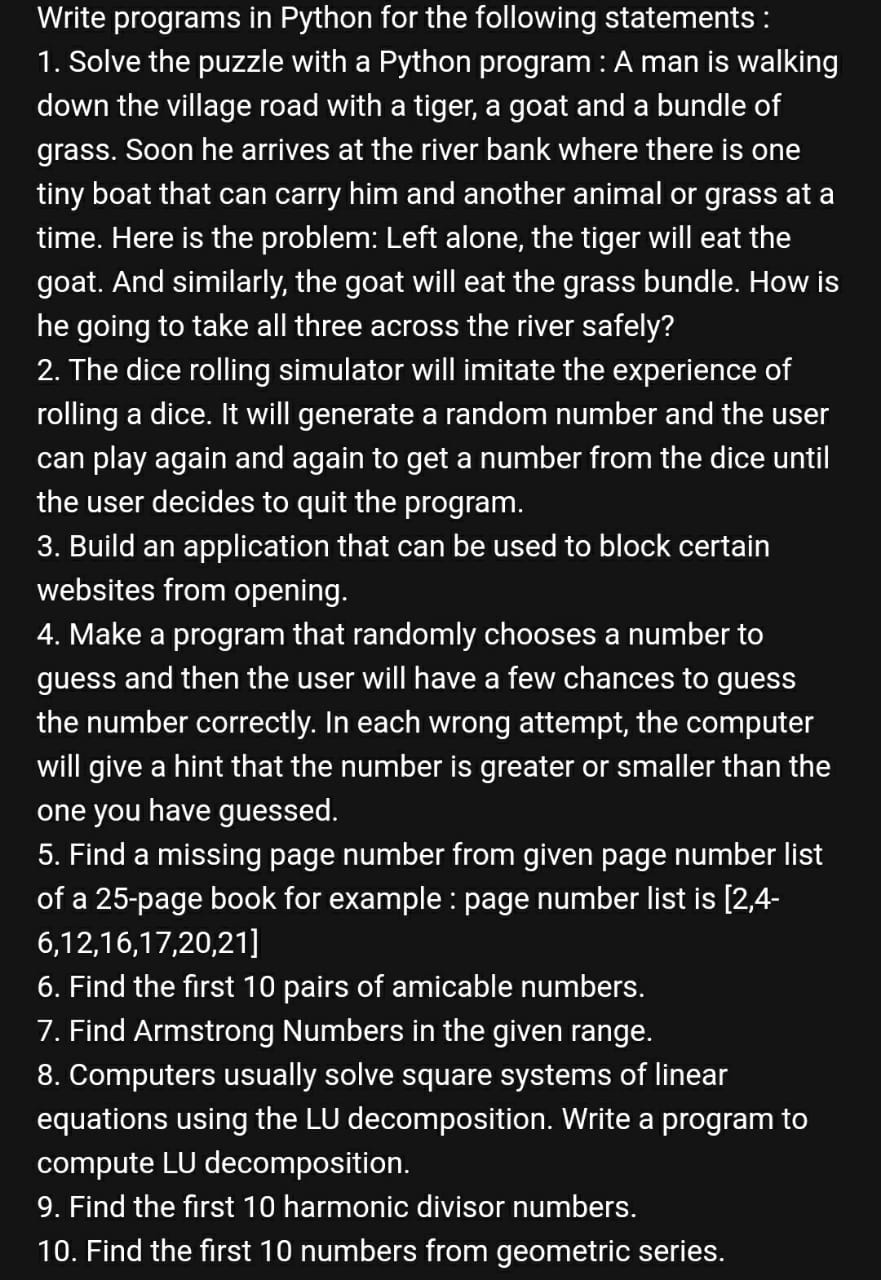 Write programs in Python for the following statements :
1. Solve the puzzle with a Python program : A man is walking
down the village road with a tiger, a goat and a bundle of
grass. Soon he arrives at the river bank where there is one
tiny boat that can carry him and another animal or grass at a
time. Here is the problem: Left alone, the tiger will eat the
goat. And similarly, the goat will eat the grass bundle. How is
he going to take all three across the river safely?
2. The dice rolling simulator will imitate the experience of
rolling a dice. It will generate a random number and the user
can play again and again to get a number from the dice until
the user decides to quit the program.
3. Build an application that can be used to block certain
websites from opening.
4. Make a program that randomly chooses a number to
guess and then the user will have a few chances to guess
the number correctly. In each wrong attempt, the computer
will give a hint that the number is greater or smaller than the
one you have guessed.
5. Find a missing page number from given page number list
of a 25-page book for example : page number list is [2,4-
6,12,16,17,20,21]
6. Find the first 10 pairs of amicable numbers.
7. Find Armstrong Numbers in the given range.
8. Computers usually solve square systems of linear
equations using the LU decomposition. Write a program to
compute LU decomposition.
9. Find the first 10 harmonic divisor numbers.
10. Find the first 10 numbers from geometric series.